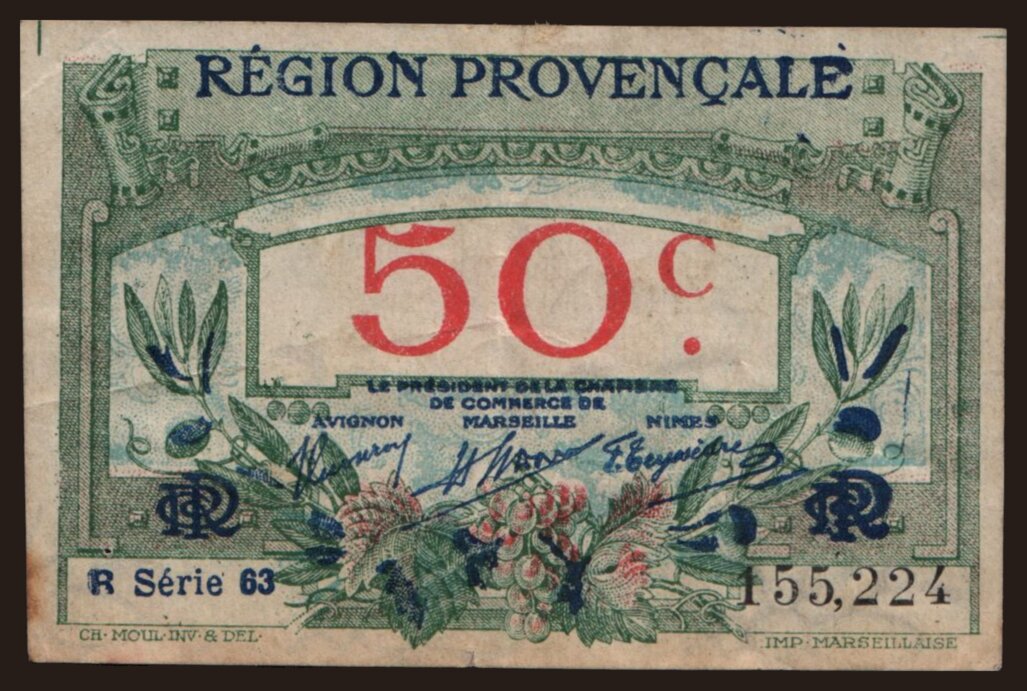 RÉGION PROVENÇALE
50c.
LE PRÉSIDENT DE LA CHAMBRE
DE COMMERCE DE
AVIGNON MARSEILLE NIMES
R Série 63
155,224
CH. MOUL. INV. & DEL.
IMP. MARSEILLAISE